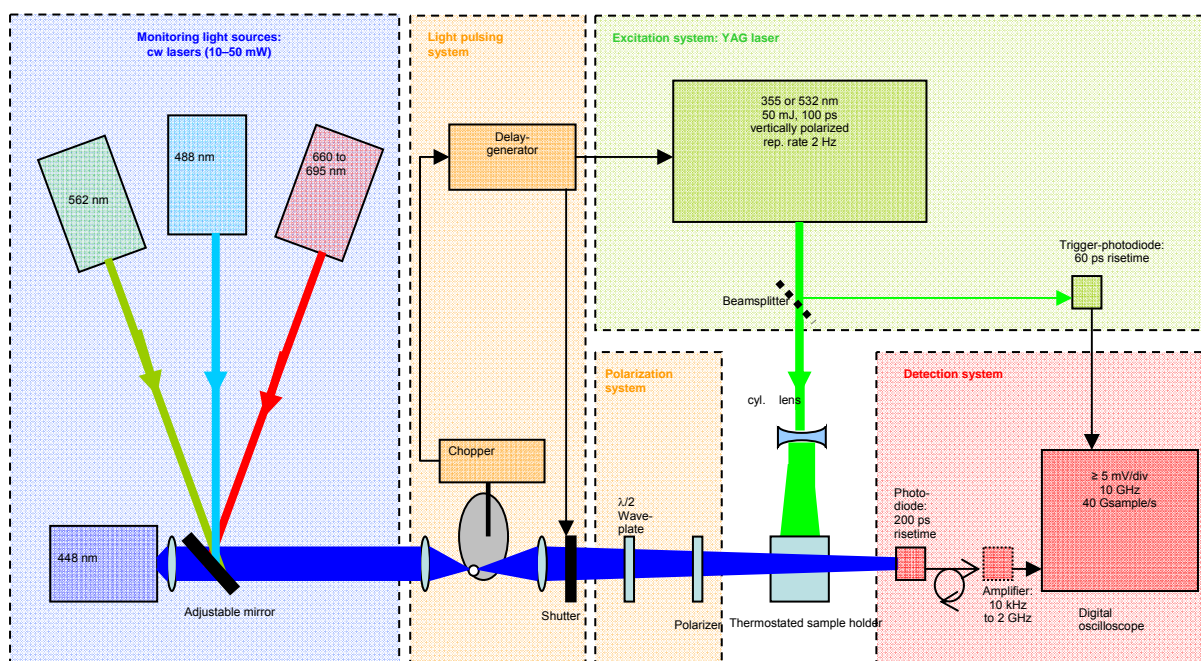 Monitoring light sources:
cw lasers (10–50 mW)
Light pulsing
system
Excitation system: YAG laser
562 nm
488 nm
660 to
695 nm
Delay-
generator
355 or 532 nm
50 mJ, 100 ps
vertically polarized
rep. rate 2 Hz
Trigger-photodiode:
60 ps risetime
Beamsplitter
Polarization
system
Detection system
cyl. lens
Chopper
448 nm
Adjustable mirror
Shutter
λ/2
Wave-
plate
Polarizer
Thermostated sample holder
Photo-
diode:
200 ps
risetime
Amplifier:
10 kHz
to 2 GHz
≥ 5 mV/div
10 GHz
40 Gsample/s
Digital
oscilloscope